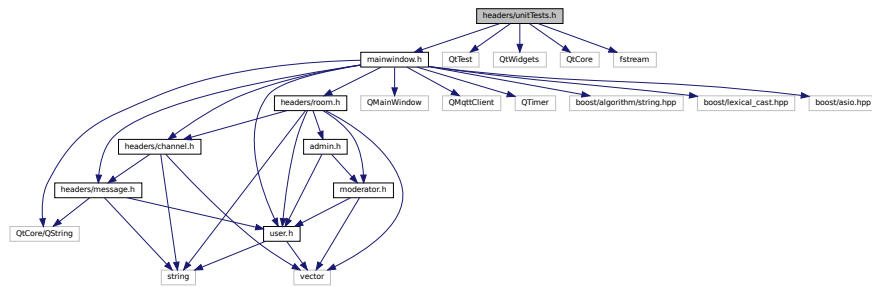 headers/unitTests.h
mainwindow.h
QtTest
QtWidgets
QtCore
fstream
headers/room.h
QMainWindow
QMqttClient
QTimer
boost/algorithm/string.hpp
boost/lexical_cast.hpp
boost/asio.hpp
headers/channel.h
admin.h
headers/message.h
moderator.h
QtCore/QString
user.h
string
vector